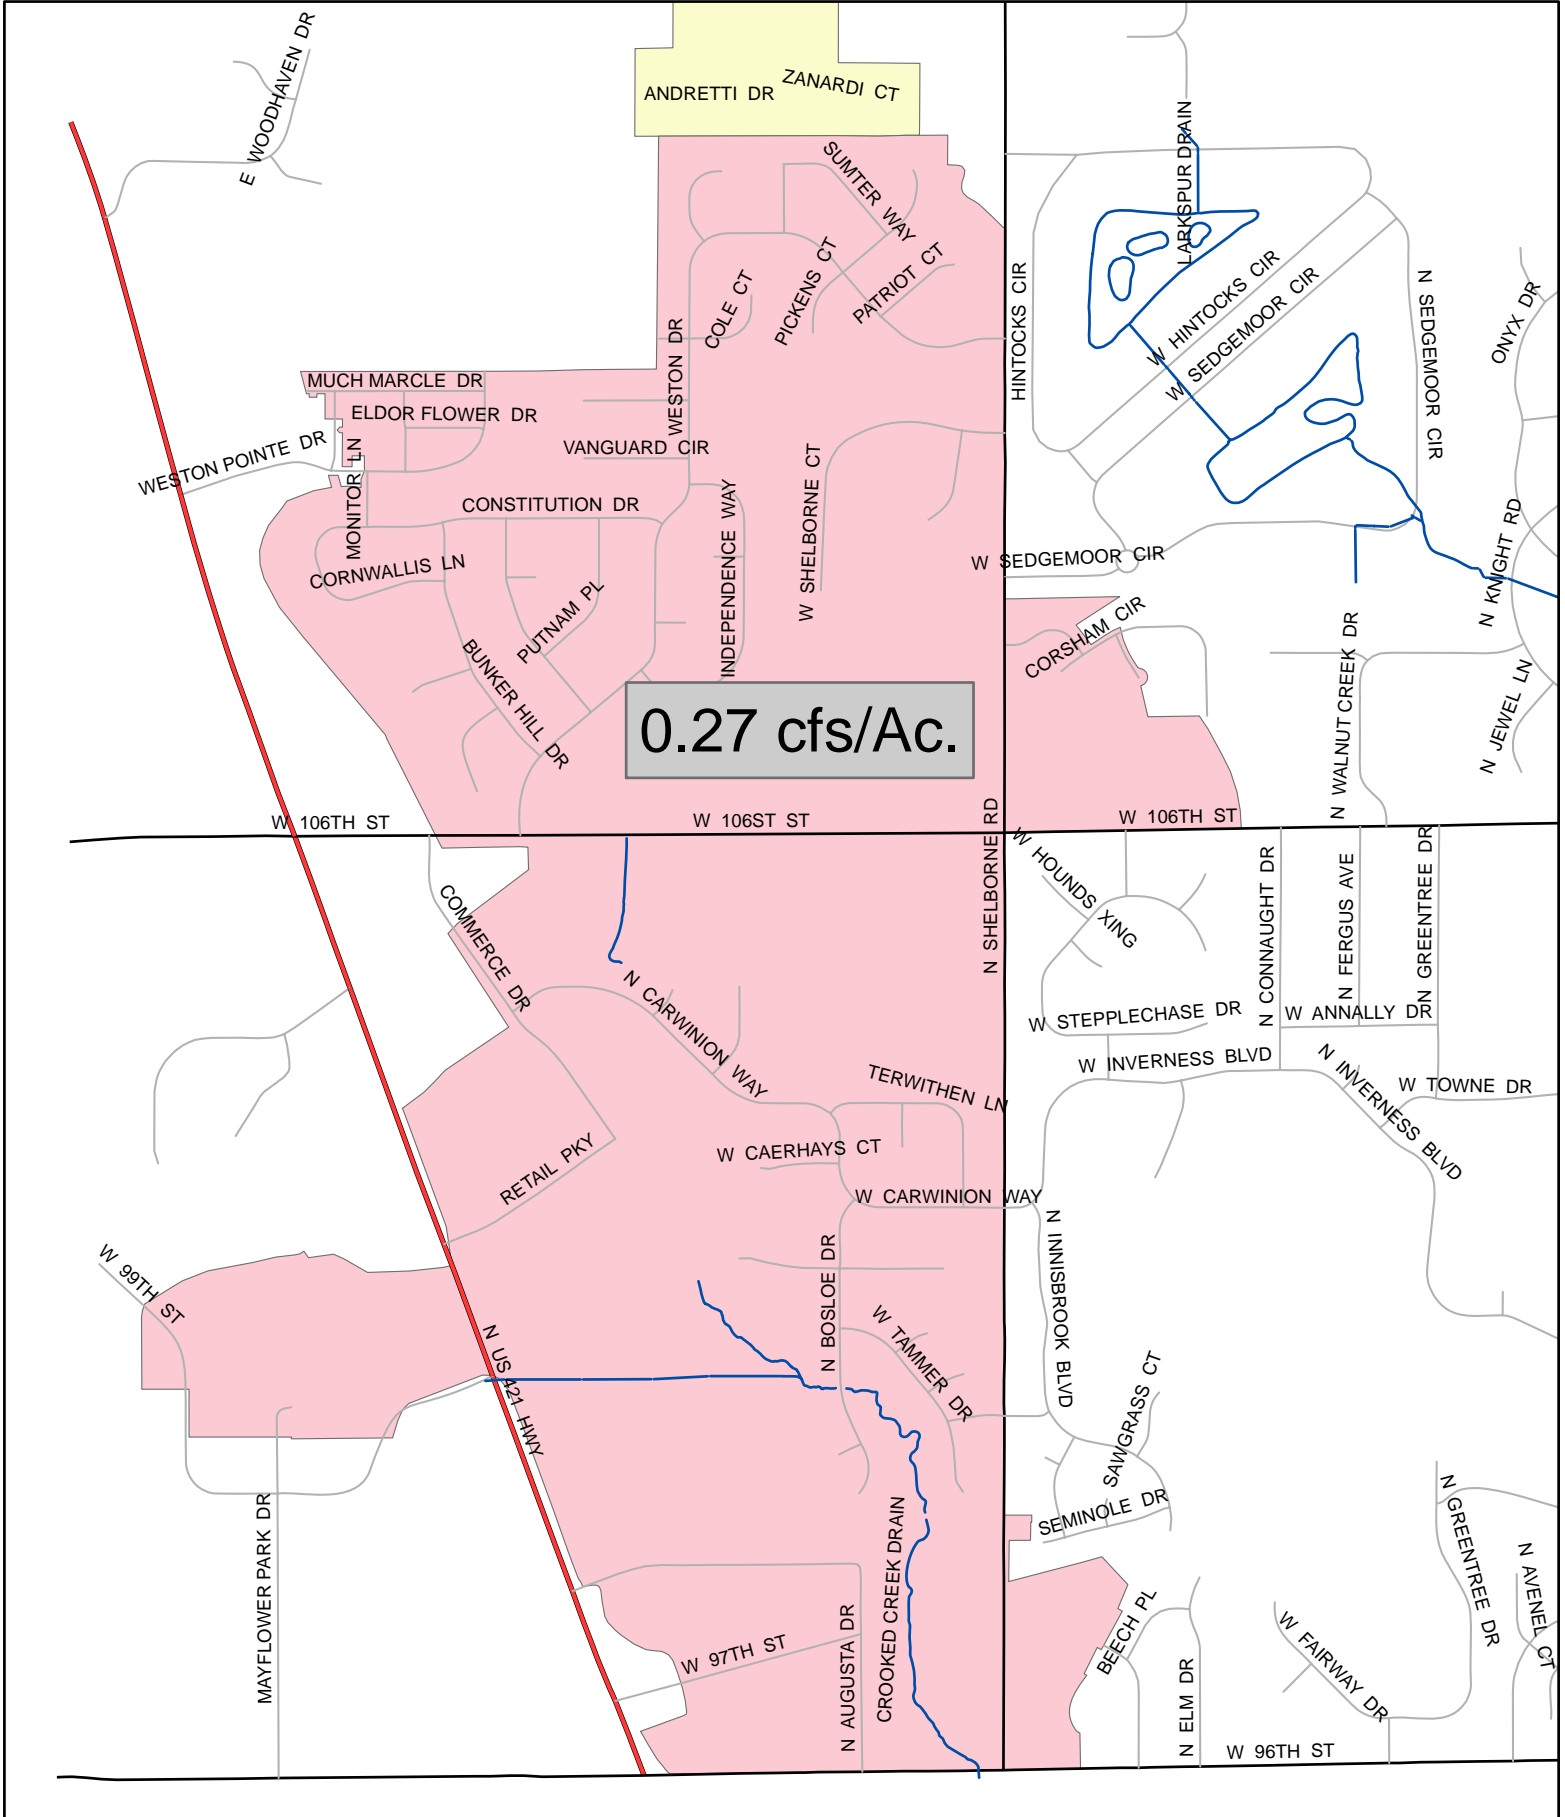 E WOODHAVEN DR
ANDRETTI DR
ZANARDI CT
LARKSPUR DRAIN
SUMTER WAY
PICKENS CT
PATRIOT CT
COLE CT
WESTON DR
HINTOCKS CIR
W HINTOCKS CIR
W SEDGEMOOR CIR
N SEDGEMOOR CIR
ONYX DR
MUCH MARCLE DR
ELDOR FLOWER DR
WESTON POINTE DR
VANGUARD CIR
MONITOR LN
CONSTITUTION DR
INDEPENDENCE WAY
W SHELBORNE CT
W SEDGEMOOR CIR
N KNIGHT RD
CORNWALLIS LN
PUTNAM PL
BUNKER HILL DR
CORSHAM CIR
N WALNUT CREEK DR
N JEWEL LN
0.27 cfs/Ac.
W 106TH ST
W 106ST ST
W 106TH ST
N SHELBORNE RD
W HOUNDS XING
N CONNAUGHT DR
N FERGUS AVE
N GREENTREE DR
COMMERCE DR
N CARWINION WAY
W STEPPLECHASE DR
W ANNALLY DR
W INVERNESS BLVD
N INVERNESS BLVD
W TOWNE DR
TERWITHEN LN
W CAERHAYS CT
RETAIL PKY
W CARWINION WAY
W 99TH ST
N BOSLOE DR
N INNISBROOK BLVD
N US 421 HWY
W TAMMER DR
SAWGRASS CT
SEMINOLE DR
MAYFLOWER PARK DR
CROOKED CREEK DRAIN
N GREENTREE DR
N AVENEL CT
BEECH PL
W FAIRWAY DR
W 97TH ST
N AUGUSTA DR
N ELM DR
W 96TH ST